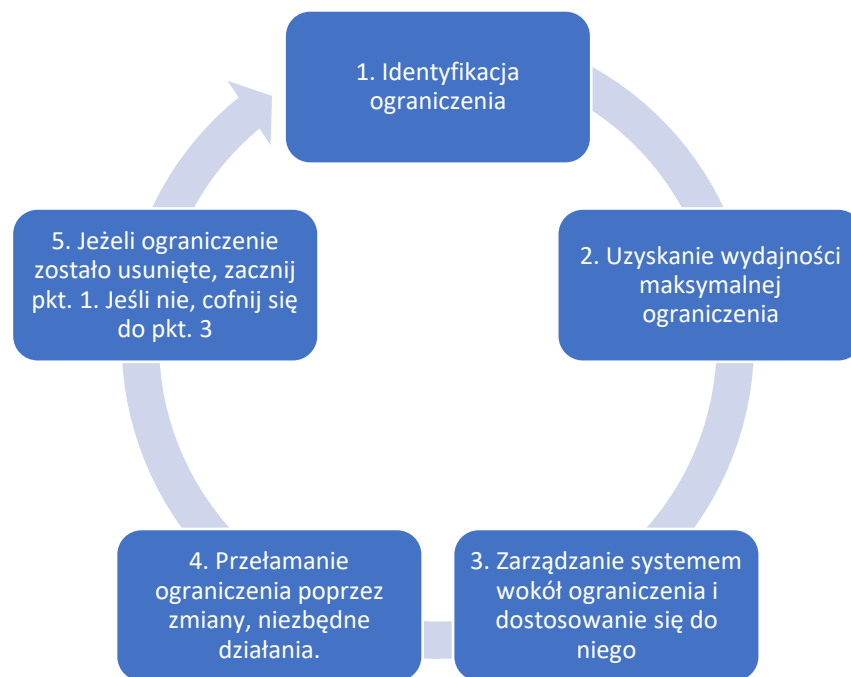 1. Identyfikacja
ograniczenia
2. Uzyskanie wydajności
maksymalnej
ograniczenia
3. Zarządzanie systemem
wokół ograniczenia i
dostosowanie się do
niego
4. Przełamanie
ograniczenia poprzez
zmiany, niezbędne
działania.
5. Jeżeli ograniczenie
zostało usunięte, zacznij
pkt. 1. Jeśli nie, cofnij się
do pkt. 3